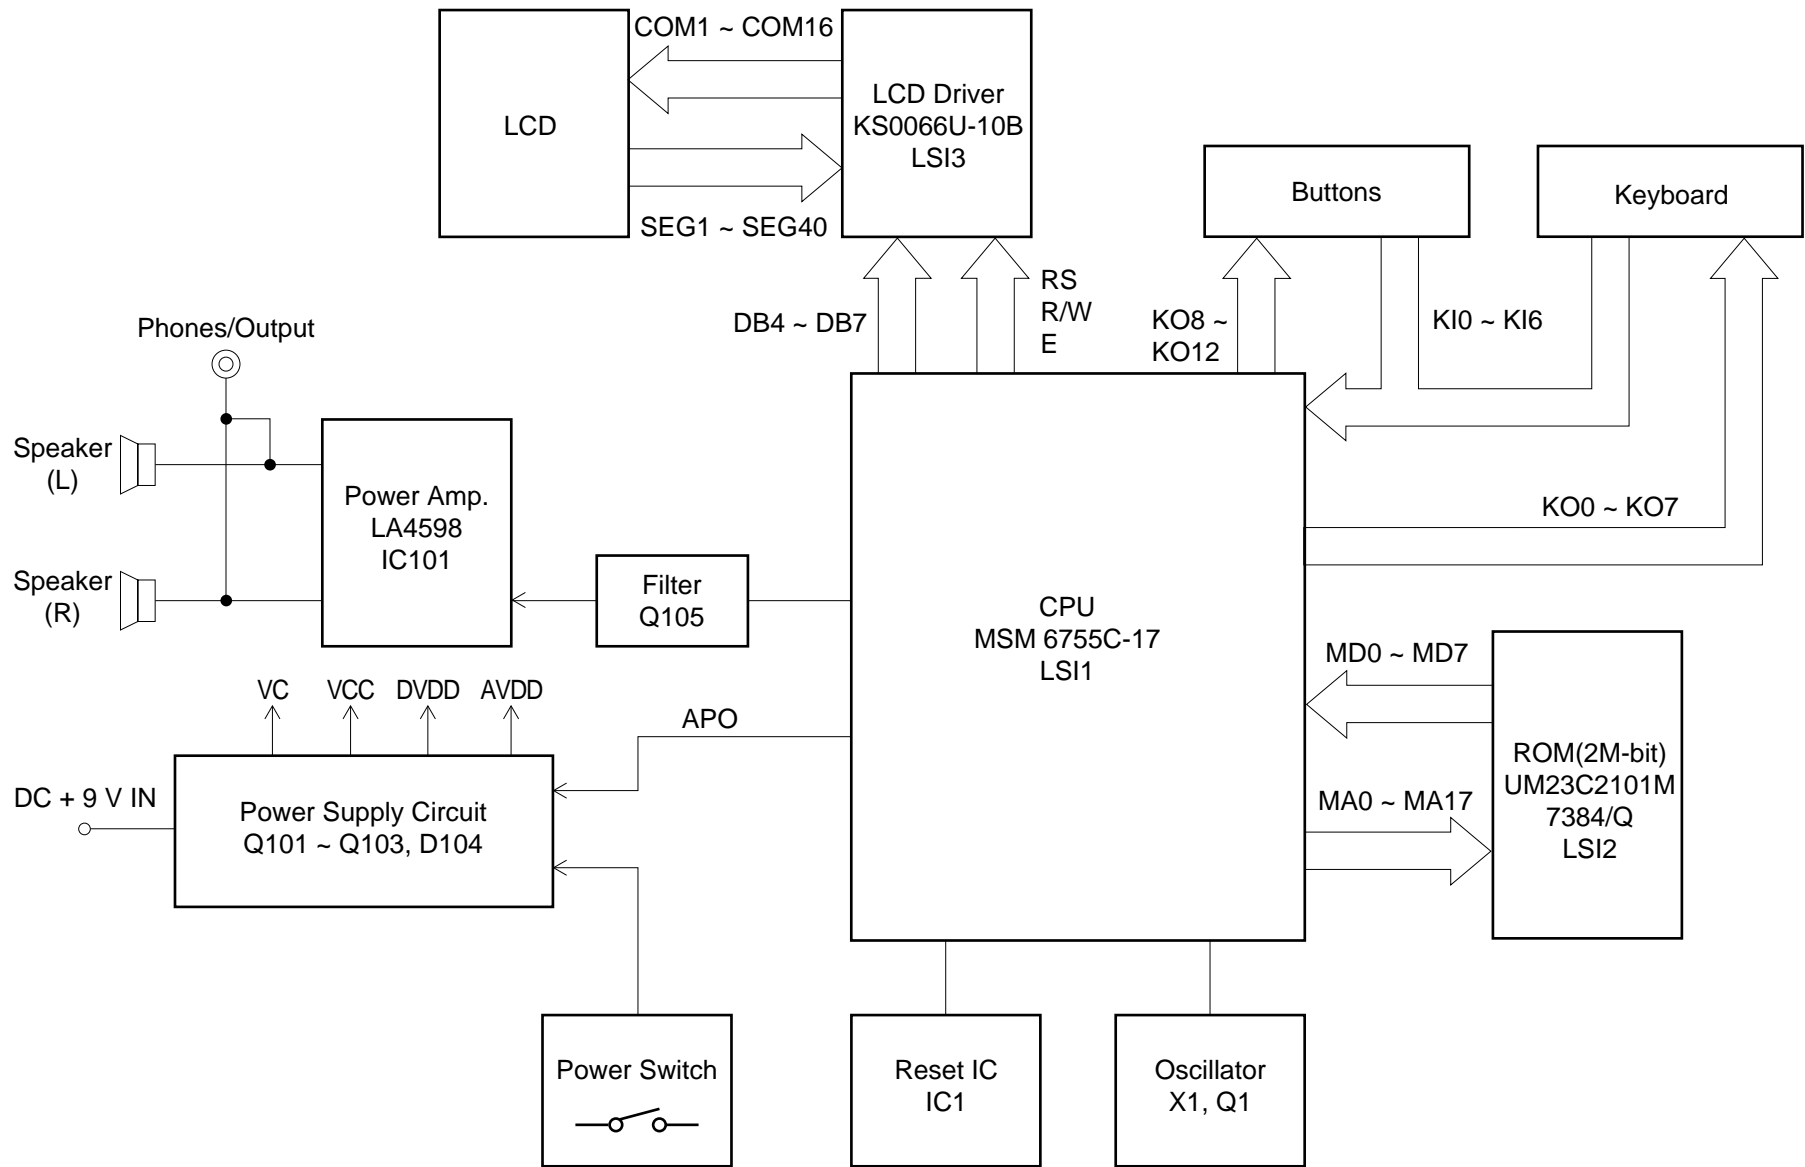 COM1 ~ COM16
LCD
LCD Driver
KS0066U-10B
LSI3
SEG1 ~ SEG40
Buttons
Keyboard
DB4 ~ DB7
RS
R/W
E
KO8 ~
KO12
KI0 ~ KI6
Phones/Output
Speaker
(L)
Power Amp.
LA4598
IC101
KO0 ~ KO7
Speaker
(R)
Filter
Q105
CPU
MSM 6755C-17
LSI1
MD0 ~ MD7
VC
VCC
DVDD
AVDD
APO
ROM(2M-bit)
UM23C2101M
7384/Q
LSI2
DC + 9 V IN
Power Supply Circuit
Q101 ~ Q103, D104
MA0 ~ MA17
Power Switch
Reset IC
IC1
Oscillator
X1, Q1